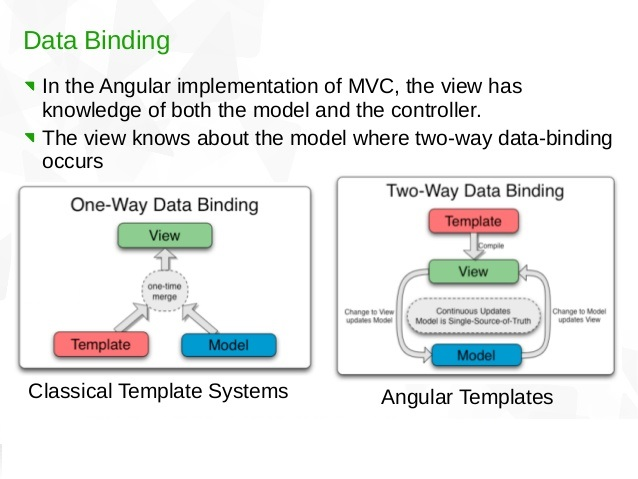 Data Binding
In the Angular implementation of MVC, the view has
knowledge of both the model and the controller.
The view knows about the model where two-way data-binding
occurs
One-Way Data Binding
View
one-time
merge
Template
Model
Classical Template Systems
Two-Way Data Binding
Template
Compile
View
Change to View
updates Model
Continuous Updates
Model is Single-Source-of-Truth
Change to Model
updates View
Model
Angular Templates